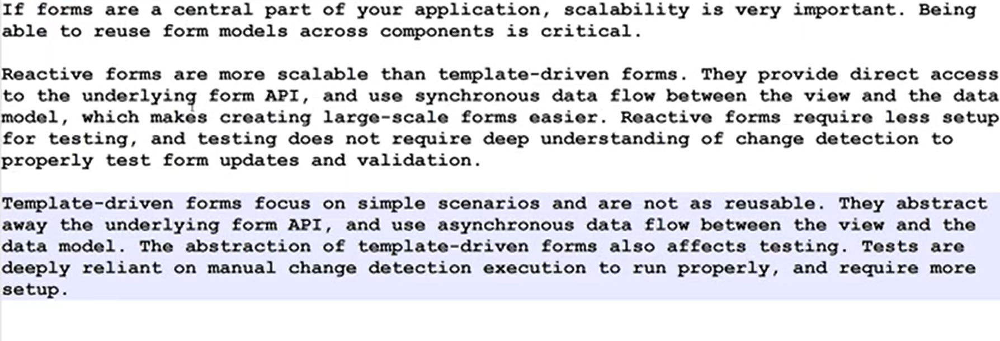 If forms are a central part of your application, scalability is very important. Being
able to reuse form models across components is critical.
Reactive forms are more scalable than template-driven forms. They provide direct access
to the underlying form API, and use synchronous data flow between the view and the data
model, which makes creating large-scale forms easier. Reactive forms require less setup
for testing, and testing does not require deep understanding of change detection to
properly test form updates and validation.
Template-driven forms focus on simple scenarios and are not as reusable. They abstract
away the underlying form API, and use asynchronous data flow between the view and the
data model. The abstraction of template-driven forms also affects testing. Tests are
deeply reliant on manual change detection execution to run properly, and require more
setup.